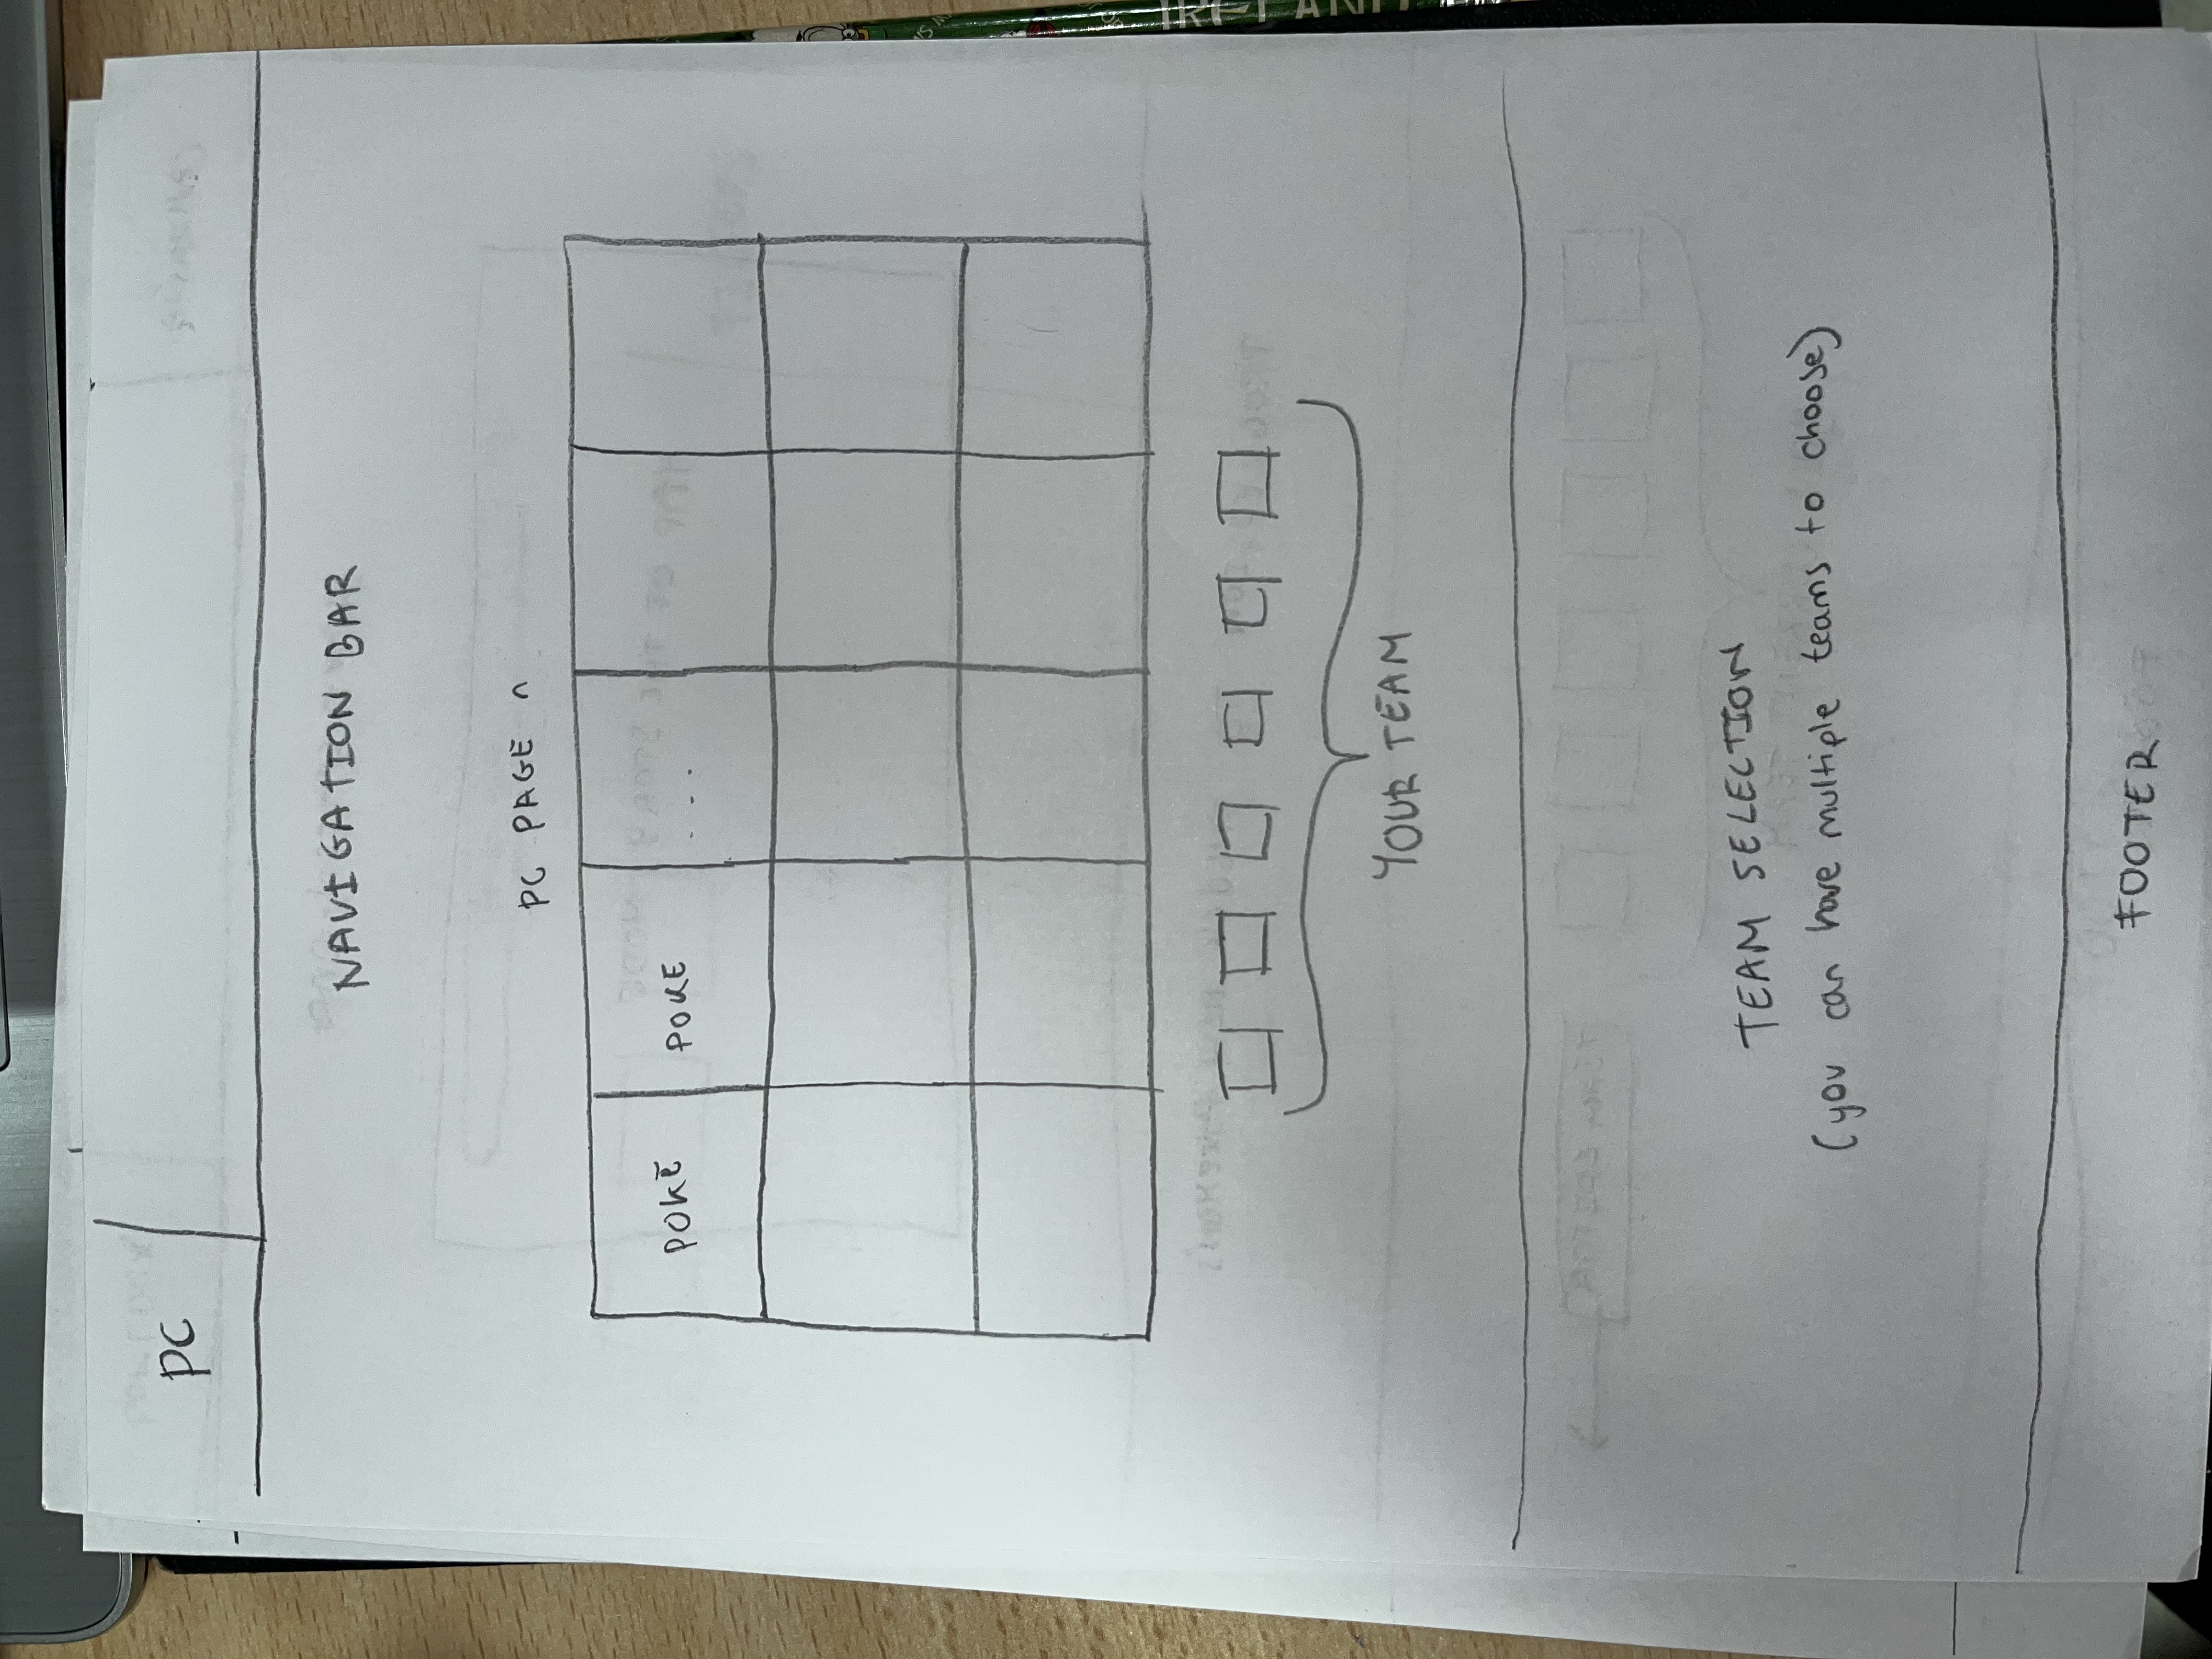 PC
NAVIGATION BAR
PC PAGE n
POKE POKE ...
YOUR TEAM
TEAM SELECTION
(you can have multiple teams to choose)
FOOTER